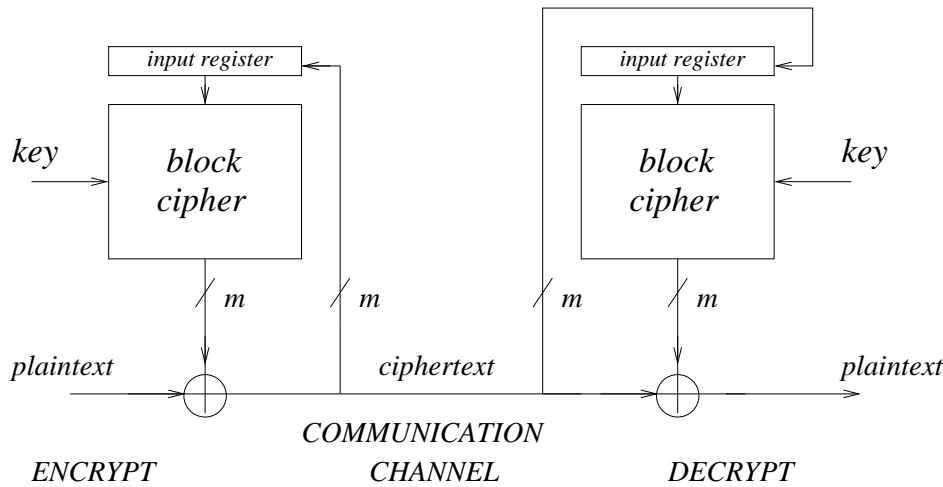 input register
input register
key
block
cipher
block
cipher
key
m
m
m
m
plaintext
ciphertext
plaintext
COMMUNICATION
ENCRYPT
CHANNEL
DECRYPT